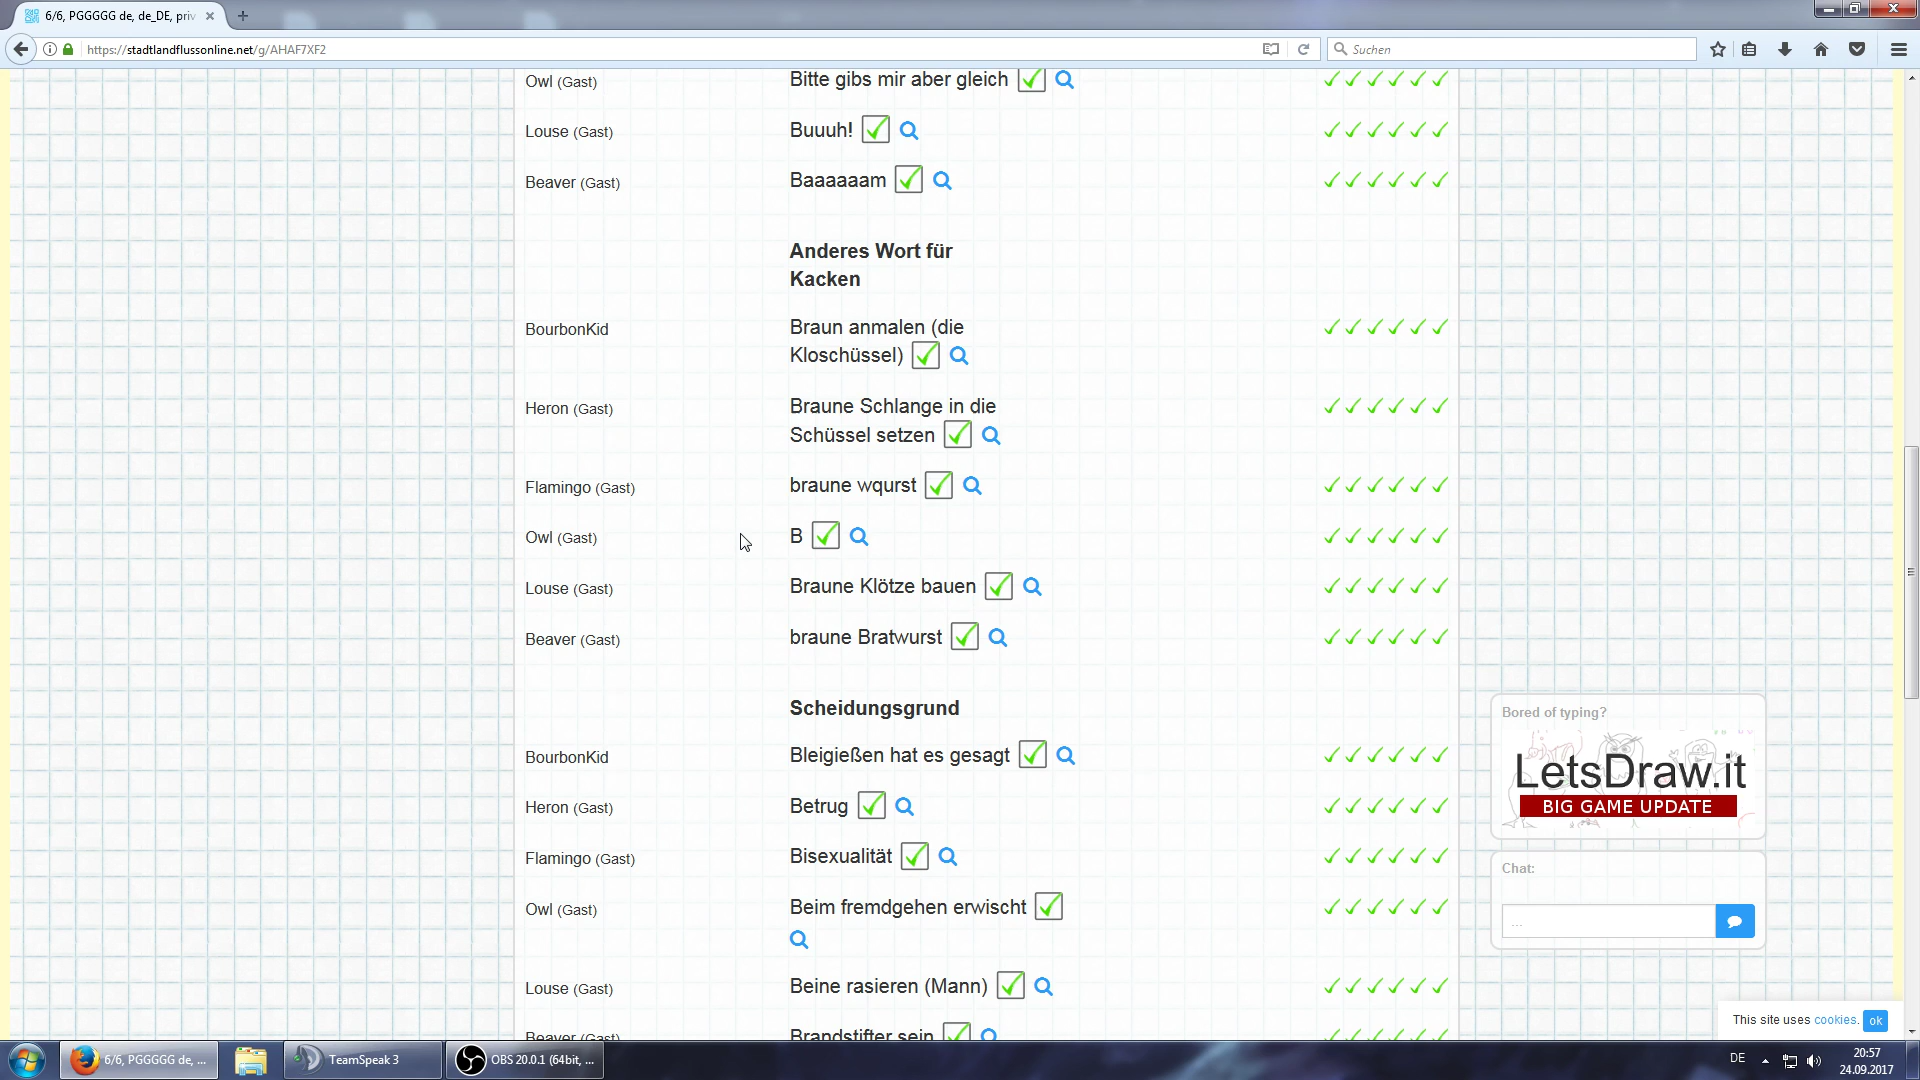 6/6, PGGGGG de, de_DE, priv
https://stadtlandflussonline.net/g/AHAF7XF2
Suchen
Owl (Gast) Bitte gibs mir aber gleich
Louse (Gast) Buuuh!
Beaver (Gast) Baaaaaam
Anderes Wort für
Kacken
BourbonKid Braun anmalen (die
Kloschüssel)
Heron (Gast) Braune Schlange in die
Schüssel setzen
Flamingo (Gast) braune wqurst
Owl (Gast) B
Louse (Gast) Braune Klötze bauen
Beaver (Gast) braune Bratwurst
Scheidungsgrund
BourbonKid Bleigießen hat es gesagt
Heron (Gast) Betrug
Flamingo (Gast) Bisexualität
Owl (Gast) Beim fremdgehen erwischt
Louse (Gast) Beine rasieren (Mann)
Beaver (Gast) Brandstifter sein
Bored of typing?
LetsDraw.it
BIG GAME UPDATE
Chat:
...
This site uses cookies. ok
6/6, PGGGGG de, ...
TeamSpeak 3
OBS 20.0.1 (64bit, ...
DE
20:57
24.09.2017